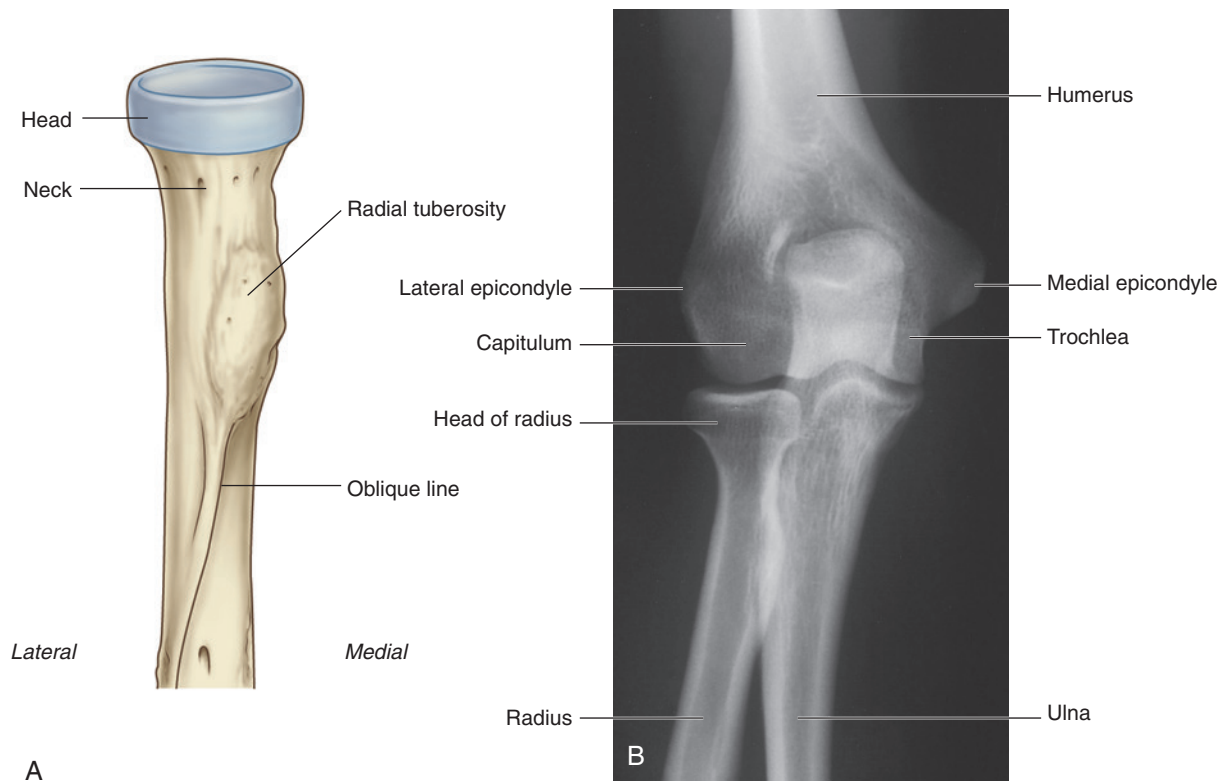 Head
Neck
Radial tuberosity
Oblique line
Lateral
Medial
A
Humerus
Lateral epicondyle
Medial epicondyle
Capitulum
Trochlea
Head of radius
Radius
Ulna
B